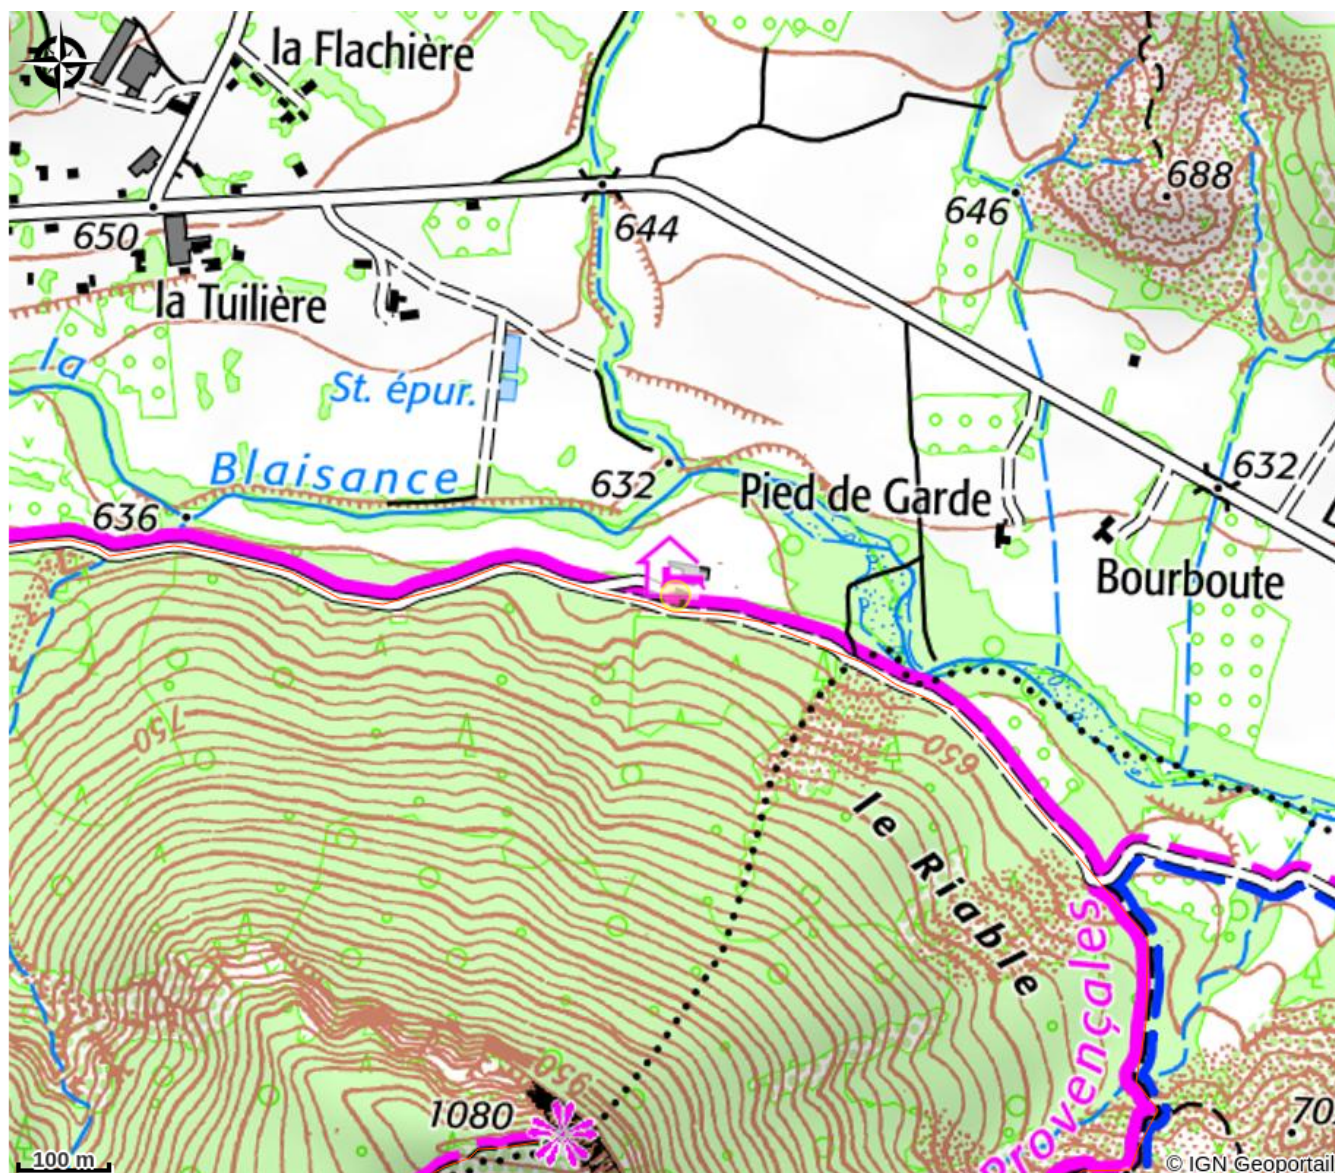 la Flachière
688
646
644
650
la Tuilière
la
St. épur.
Blaisance
632
632
Pied de Garde
636
Bourboute
750
650
le Riable
Provençales
950
1080
100 m
© IGN Geoportail